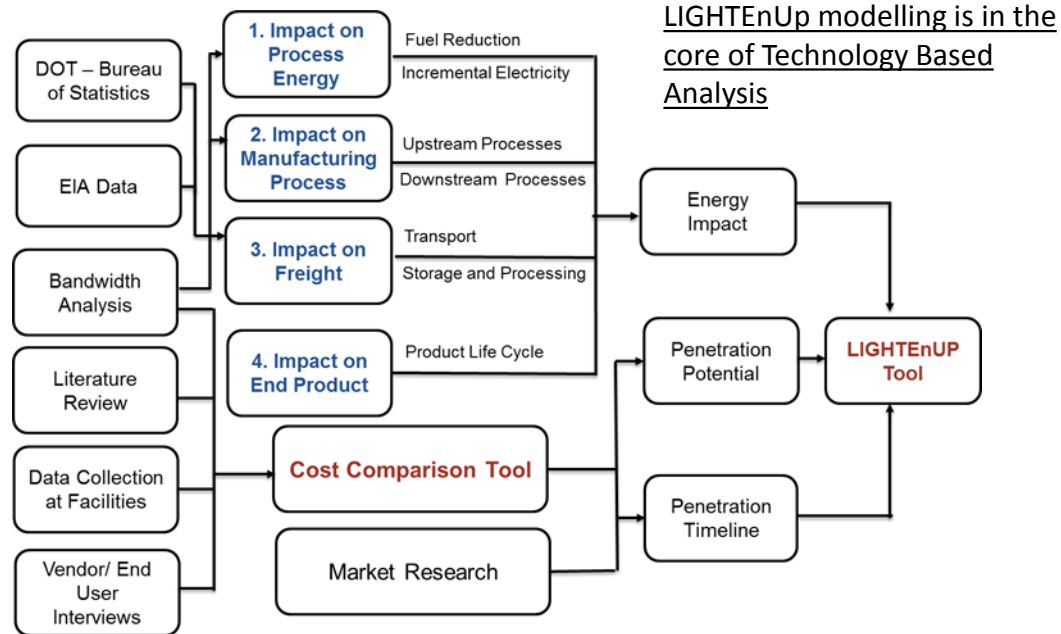 LIGHTEnUp modelling is in the
core of Technology Based
Analysis
DOT – Bureau
of Statistics
EIA Data
Bandwidth
Analysis
Literature
Review
Data Collection
at Facilities
Vendor/ End
User
Interviews
1. Impact on
Process
Energy
2. Impact on
Manufacturing
Process
3. Impact on
Freight
4. Impact on
End Product
Fuel Reduction
Incremental Electricity
Upstream Processes
Downstream Processes
Transport
Storage and Processing
Product Life Cycle
Cost Comparison Tool
Market Research
Energy
Impact
Penetration
Potential
Penetration
Timeline
LIGHTEnUP
Tool